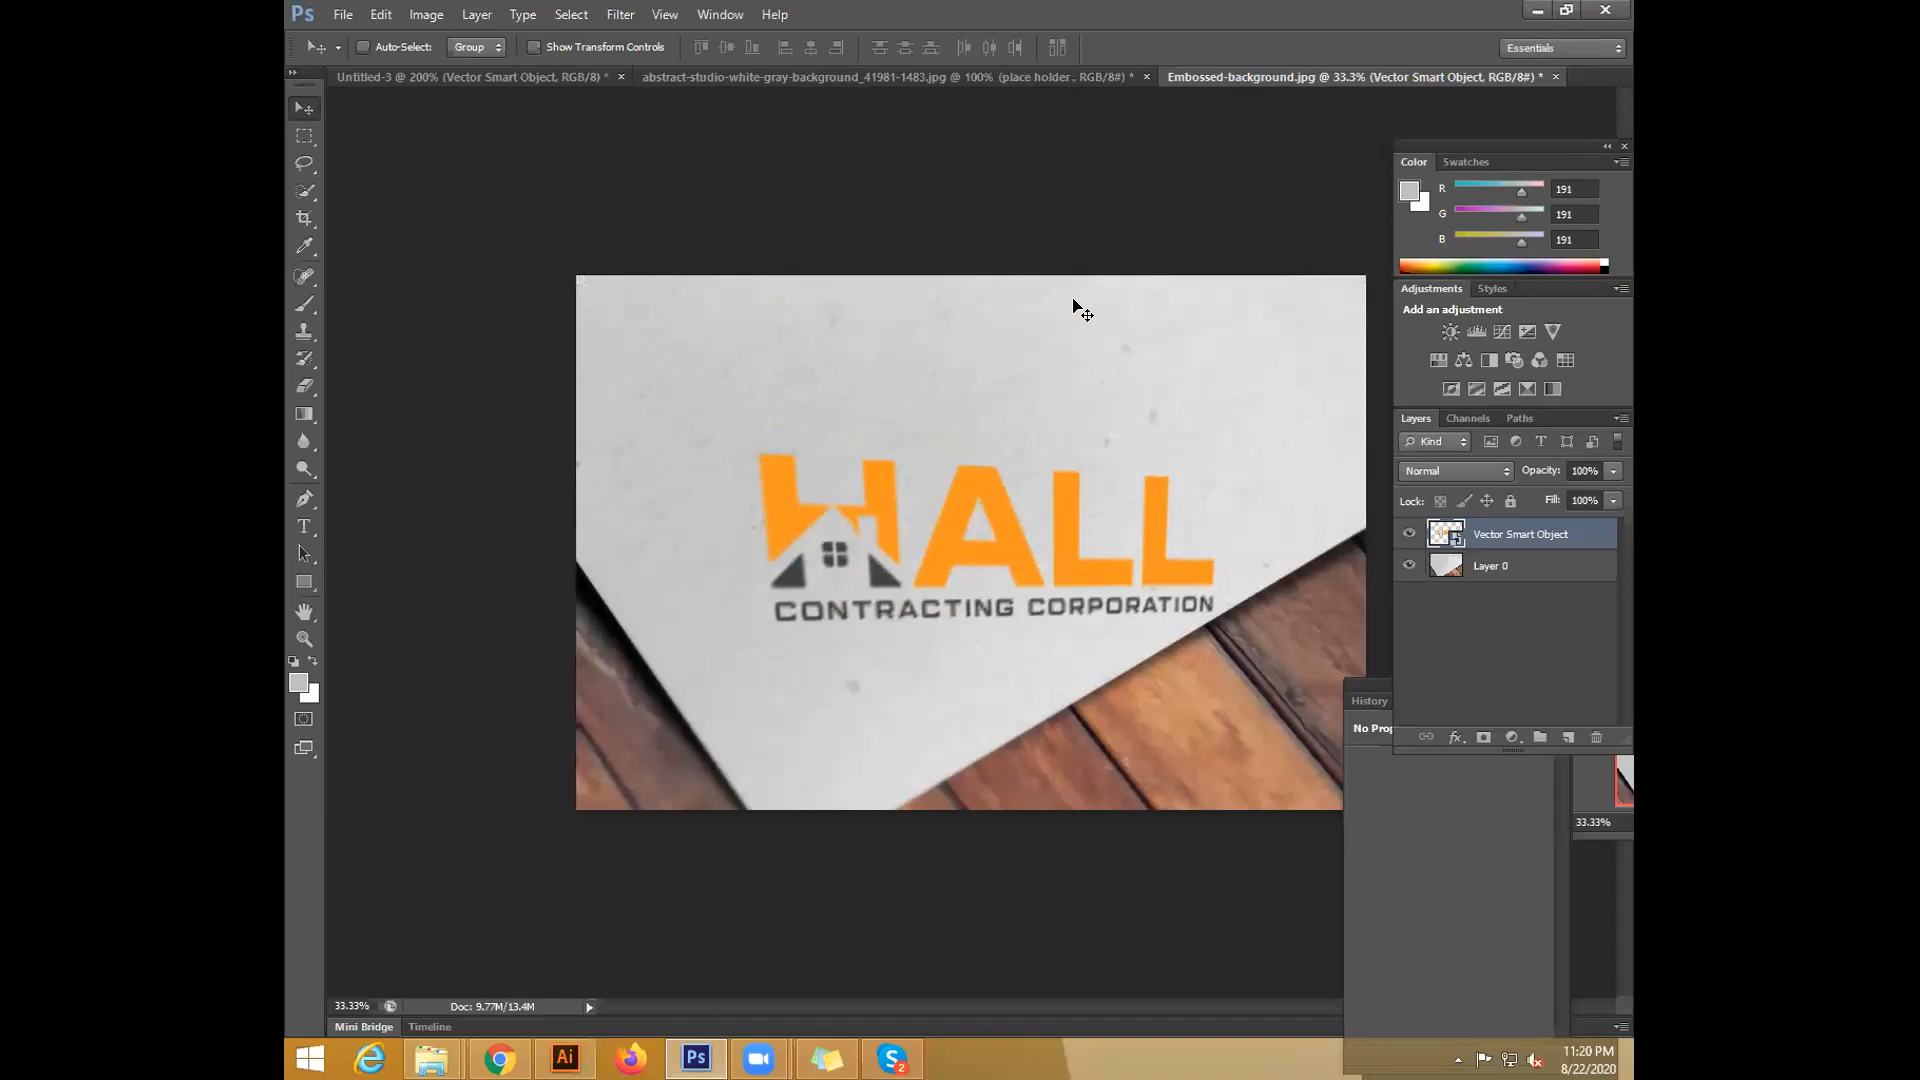 Ps File Edit Image Layer Type Select Filter View Window Help
Auto-Select: Group Show Transform Controls Essentials
Untitled-3 @ 200% (Vector Smart Object, RGB/8) * abstract-studio-white-gray-background_41981-1483.jpg @ 100% (place holder , RGB/8#) * Embossed-background.jpg @ 33.3% (Vector Smart Object, RGB/8#) *
Color Swatches
R 191
G 191
B 191
Adjustments Styles
Add an adjustment
Layers Channels Paths
Kind
Normal Opacity: 100%
Lock: Fill: 100%
Vector Smart Object
Layer 0
HALL
CONTRACTING CORPORATION
History
No Prop
33.33%
33.33% Doc: 9.77M/13.4M
Mini Bridge Timeline
Ai Ps 2
11:20 PM
8/22/2020